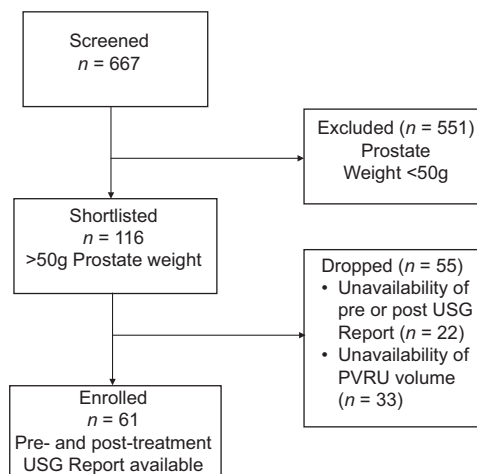 Screened
n = 667
Excluded (n = 551)
Prostate
Weight <50g
Shortlisted
n = 116
>50g Prostate weight
Dropped (n = 55)
• Unavailability of
pre or post USG
Report (n = 22)
• Unavailability of
PVRU volume
(n = 33)
Enrolled
n = 61
Pre- and post-treatment
USG Report available